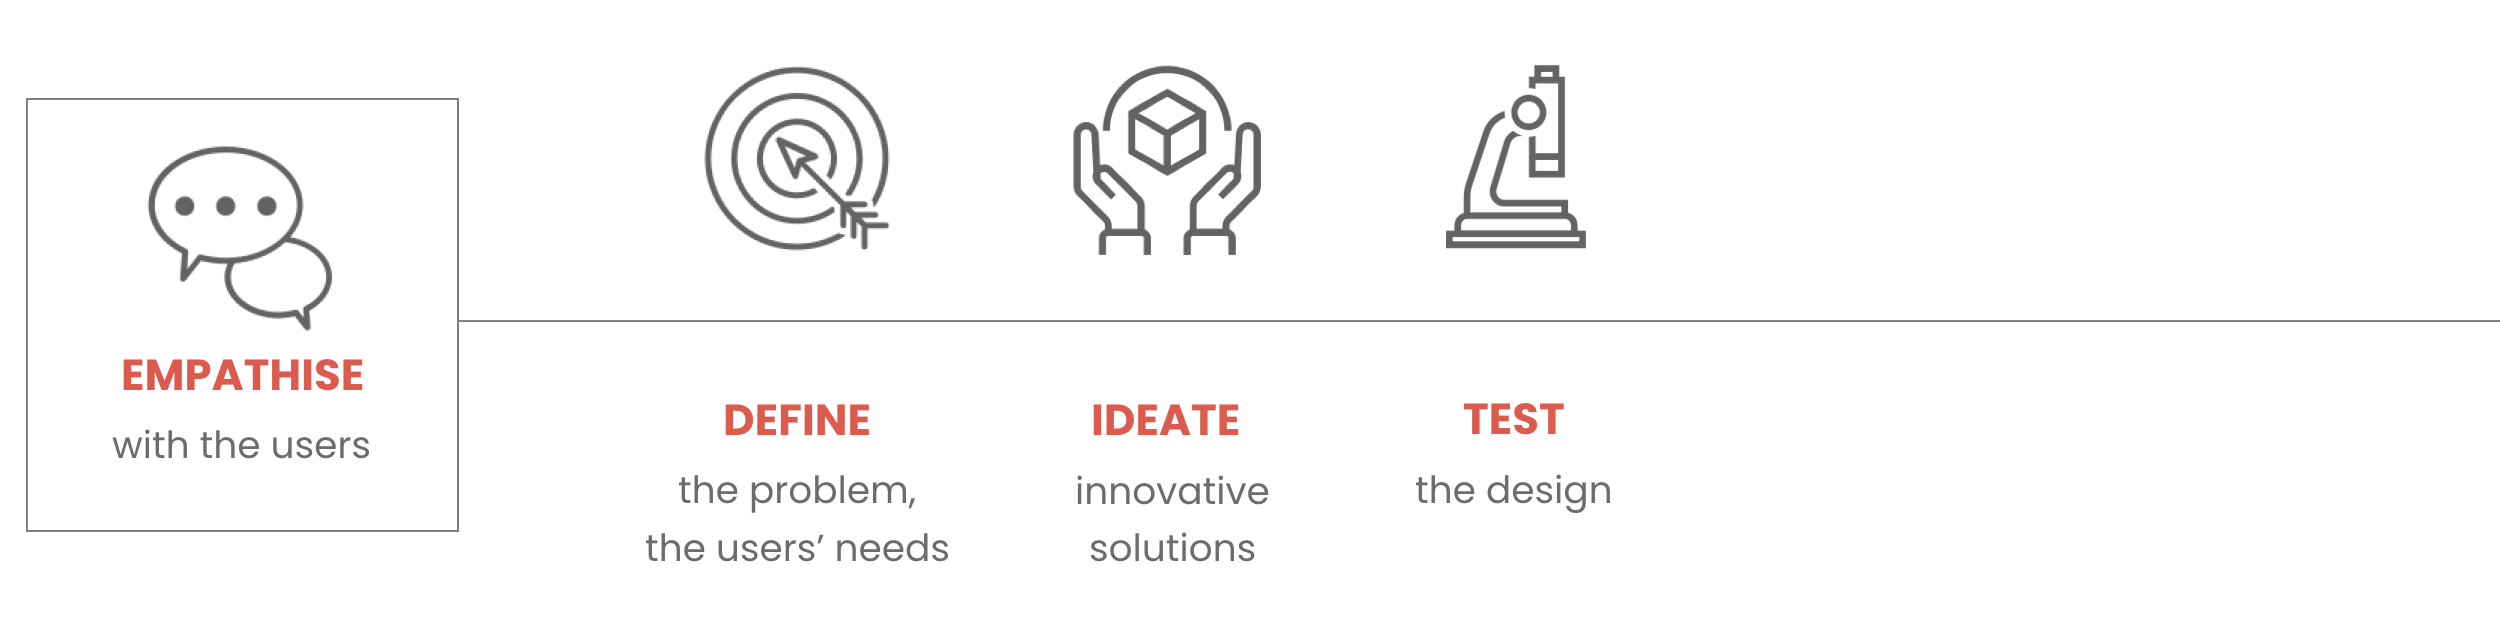 EMPATHISE
with the users
DEFINE
the problem,
the users’ needs
IDEATE
innovative
solutions
TEST
the design